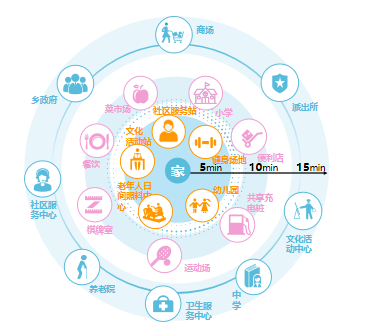 商场
乡政府
派出所
菜市场
小学
社区服务站
文化
活动站
健身场地
便利店
餐饮
家
5min
10min
15min
老年人日
间照料中
心
幼儿园
共享充
电桩
社区服
务中心
棋牌室
文化活
动中心
运动场
养老院
中
学
卫生服
务中心